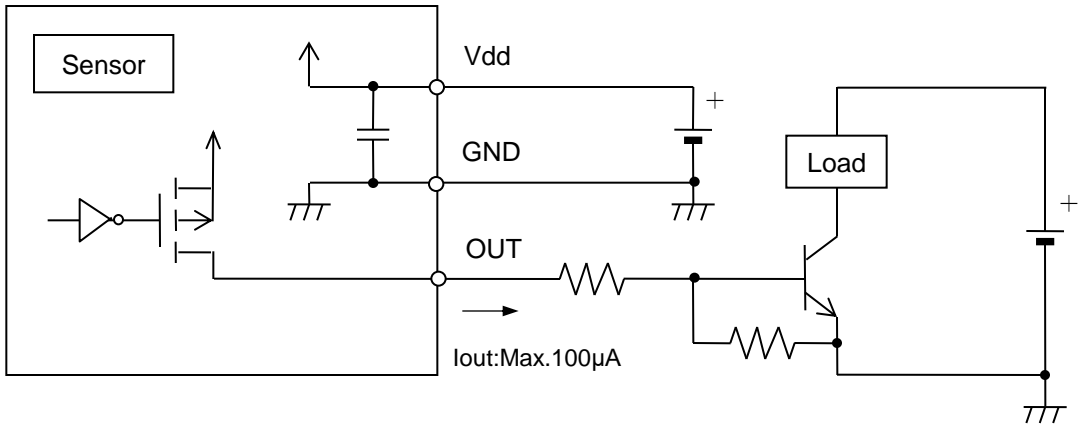 Sensor
Vdd
+
GND
Load
+
OUT
Iout:Max.100μA